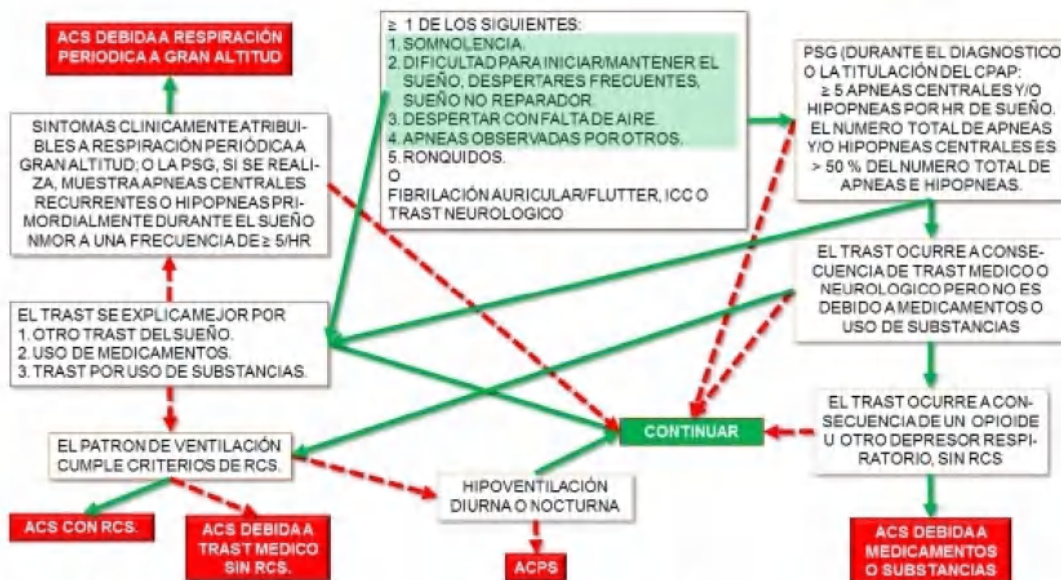 ACS DEBIDA A RESPIRACIÓN
PERIODICA A GRAN ALTITUD
≥ 1 DE LOS SIGUIENTES:
1. SOMNOLENCIA.
2. DIFICULTAD PARA INICIAR/MANTENER EL
SUEÑO, DESPERTARES FRECUENTES,
SUEÑO NO REPARADOR.
3. DESPERTAR CON FALTA DE AIRE.
4. APNEAS OBSERVADAS POR OTROS.
5. RONQUIDOS.
O
FIBRILACIÓN AURICULAR/FLUTTER, ICC O
TRAST NEUROLOGICO
PSG (DURANTE EL DIAGNOSTICO
O LA TITULACIÓN DEL CPAP:
≥ 5 APNEAS CENTRALES Y/O
HIPOPNEAS POR HR DE SUEÑO.
EL NUMERO TOTAL DE APNEAS
Y/O HIPOPNEAS CENTRALES ES
> 50 % DEL NUMERO TOTAL DE
APNEAS E HIPOPNEAS.
SINTOMAS CLINICAMENTE ATRIBUI-
BLES A RESPIRACIÓN PERIÓDICA A
GRAN ALTITUD; O LA PSG, SI SE REALI-
ZA, MUESTRA APNEAS CENTRALES
RECURRENTES O HIPOPNEAS PRI-
MORDIALMENTE DURANTE EL SUEÑO
NMOR A UNA FRECUENCIA DE ≥ 5/HR
EL TRAST OCURRE A CONSE-
CUENCIA DE TRAST MEDICO O
NEUROLOGICO PERO NO ES
DEBIDO A MEDICAMENTOS O
USO DE SUBSTANCIAS
EL TRAST SE EXPLICA MEJOR POR
1. OTRO TRAST DEL SUEÑO.
2. USO DE MEDICAMENTOS.
3. TRAST POR USO DE SUBSTANCIAS.
EL TRAST OCURRE A CON-
SECUENCIA DE UN OPIOIDE
U OTRO DEPRESOR RESPI-
RATORIO, SIN RCS
CONTINUAR
EL PATRON DE VENTILACIÓN
CUMPLE CRITERIOS DE RCS.
HIPOVENTILACIÓN
DIURNA O NOCTURNA
ACS CON RCS.
ACS DEBIDA A
TRAST MEDICO
SIN RCS.
ACPS
ACS DEBIDA A
MEDICAMENTOS
O SUBSTANCIAS